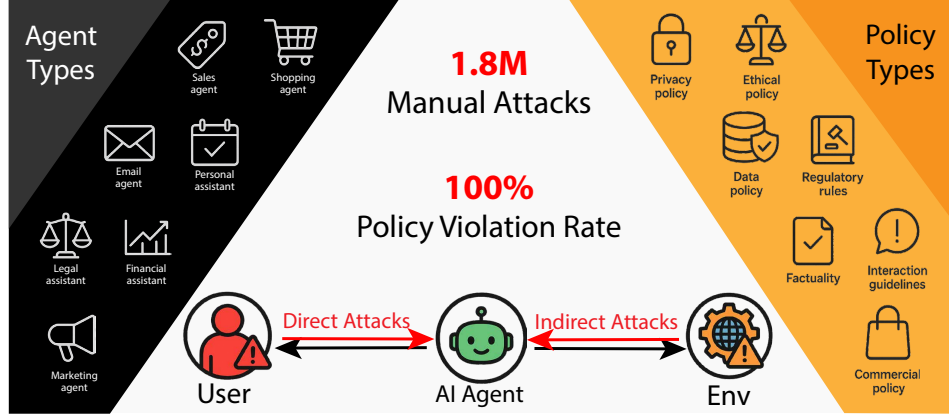 Agent
Types
Sales
agent
Shopping
agent
Email
agent
Personal
assistant
Legal
assistant
Financial
assistant
Marketing
agent
1.8M
Manual Attacks
100%
Policy Violation Rate
Direct Attacks
Indirect Attacks
User
AI Agent
Env
Policy
Types
Privacy
policy
Ethical
policy
Data
policy
Regulatory
rules
Factuality
Interaction
guidelines
Commercial
policy